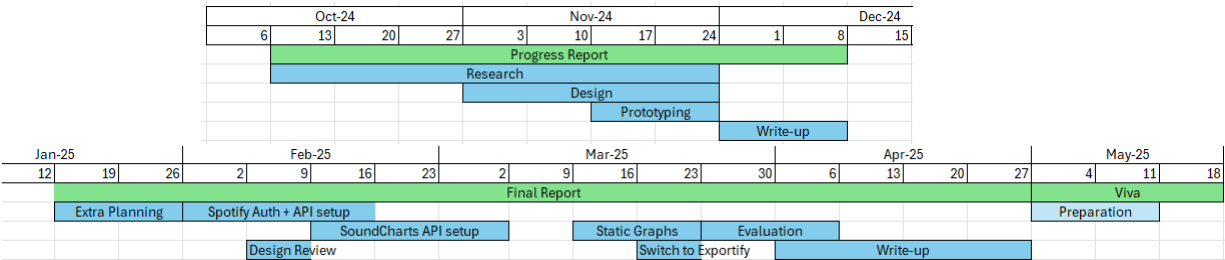 Oct-24 Nov-24 Dec-24
6 13 20 27 3 10 17 24 1 8 15
Progress Report
Research
Design
Prototyping
Write-up
Jan-25 Feb-25 Mar-25 Apr-25 May-25
12 19 26 2 9 16 23 2 9 16 23 30 6 13 20 27 4 11 18
Final Report Viva
Extra Planning Spotify Auth + API setup Preparation
SoundCharts API setup Static Graphs Evaluation
Design Review Switch to Exportify Write-up